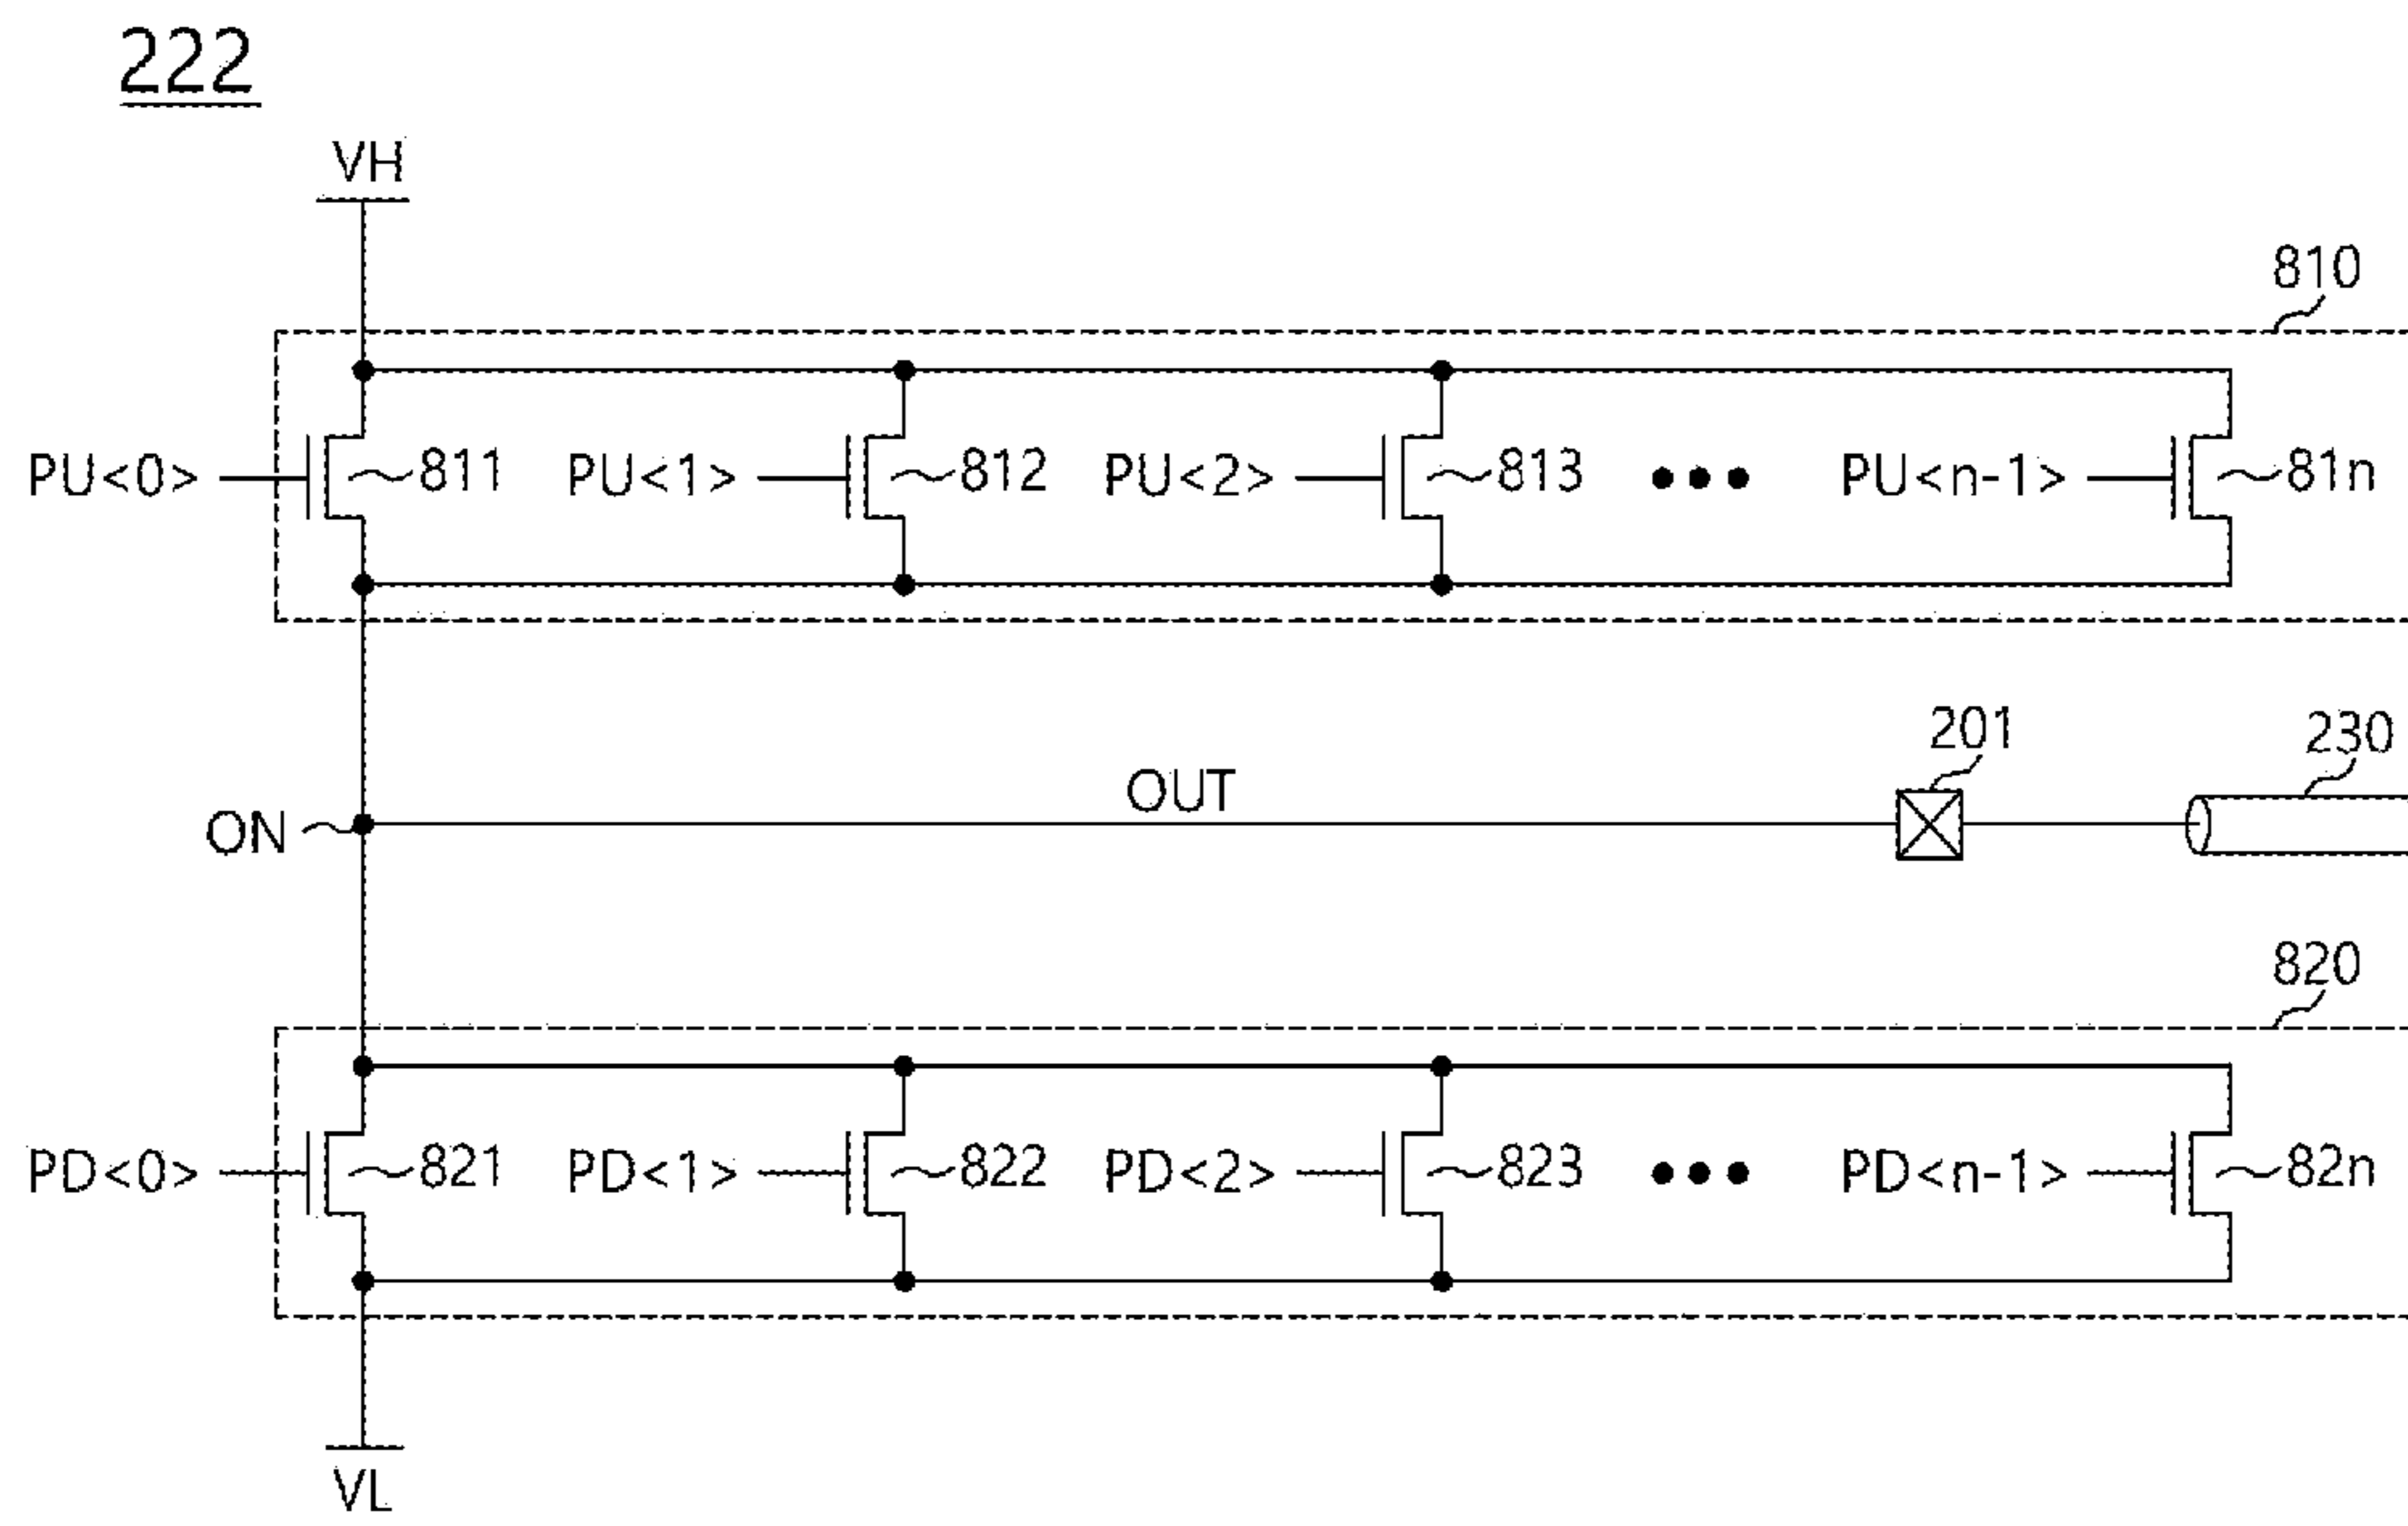 222
VH
810
PU<0> 811 PU<1> 812 PU<2> 813 ••• PU<n-1> 81n
201
230
OUT
ON
820
PD<0> 821 PD<1> 822 PD<2> 823 ••• PD<n-1> 82n
VL